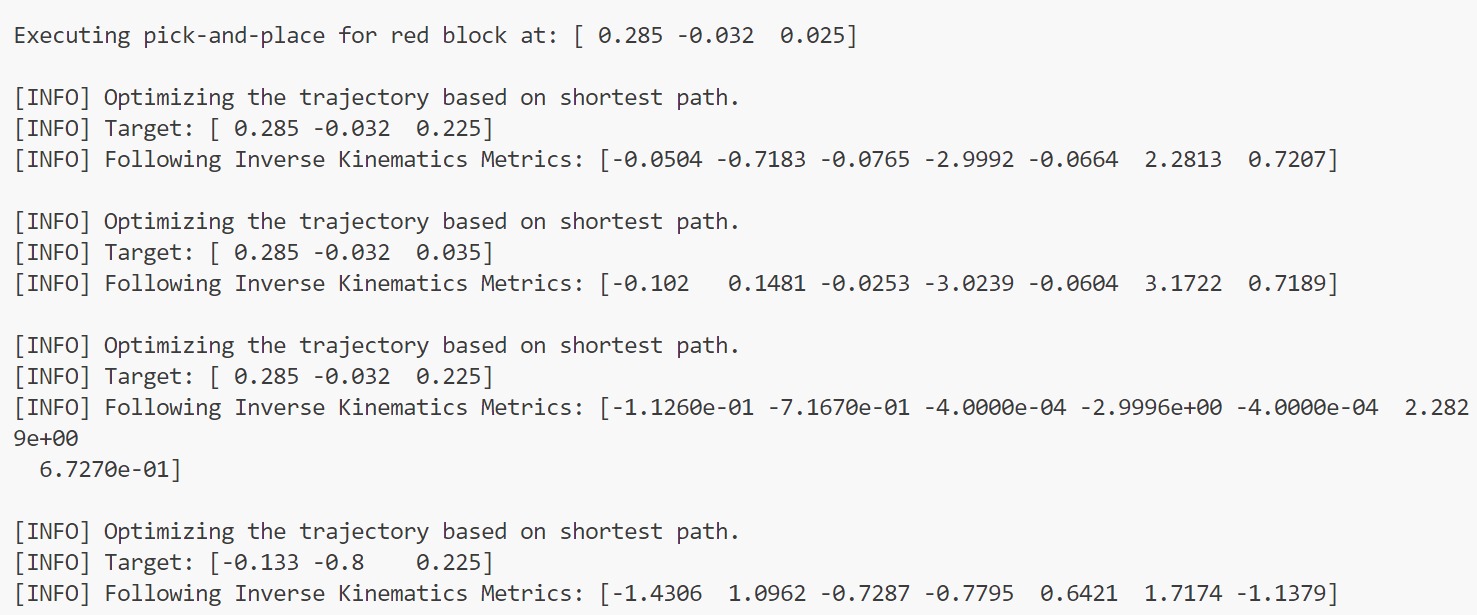 Executing pick-and-place for red block at: [ 0.285 -0.032  0.025]
[INFO] Optimizing the trajectory based on shortest path.
[INFO] Target: [ 0.285 -0.032  0.225]
[INFO] Following Inverse Kinematics Metrics: [-0.0504 -0.7183 -0.0765 -2.9992 -0.0664  2.2813  0.7207]
[INFO] Optimizing the trajectory based on shortest path.
[INFO] Target: [ 0.285 -0.032  0.035]
[INFO] Following Inverse Kinematics Metrics: [-0.102   0.1481 -0.0253 -3.0239 -0.0604  3.1722  0.7189]
[INFO] Optimizing the trajectory based on shortest path.
[INFO] Target: [ 0.285 -0.032  0.225]
[INFO] Following Inverse Kinematics Metrics: [-1.1260e-01 -7.1670e-01 -4.0000e-04 -2.9996e+00 -4.0000e-04  2.282
9e+00
  6.7270e-01]
[INFO] Optimizing the trajectory based on shortest path.
[INFO] Target: [-0.133 -0.8    0.225]
[INFO] Following Inverse Kinematics Metrics: [-1.4306  1.0962 -0.7287 -0.7795  0.6421  1.7174 -1.1379]